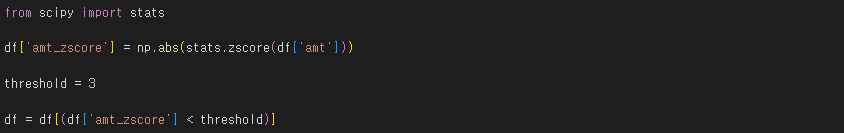 from scipy import stats
df['amt_zscore'] = np.abs(stats.zscore(df['amt']))
threshold = 3
df = df[(df['amt_zscore'] < threshold)]